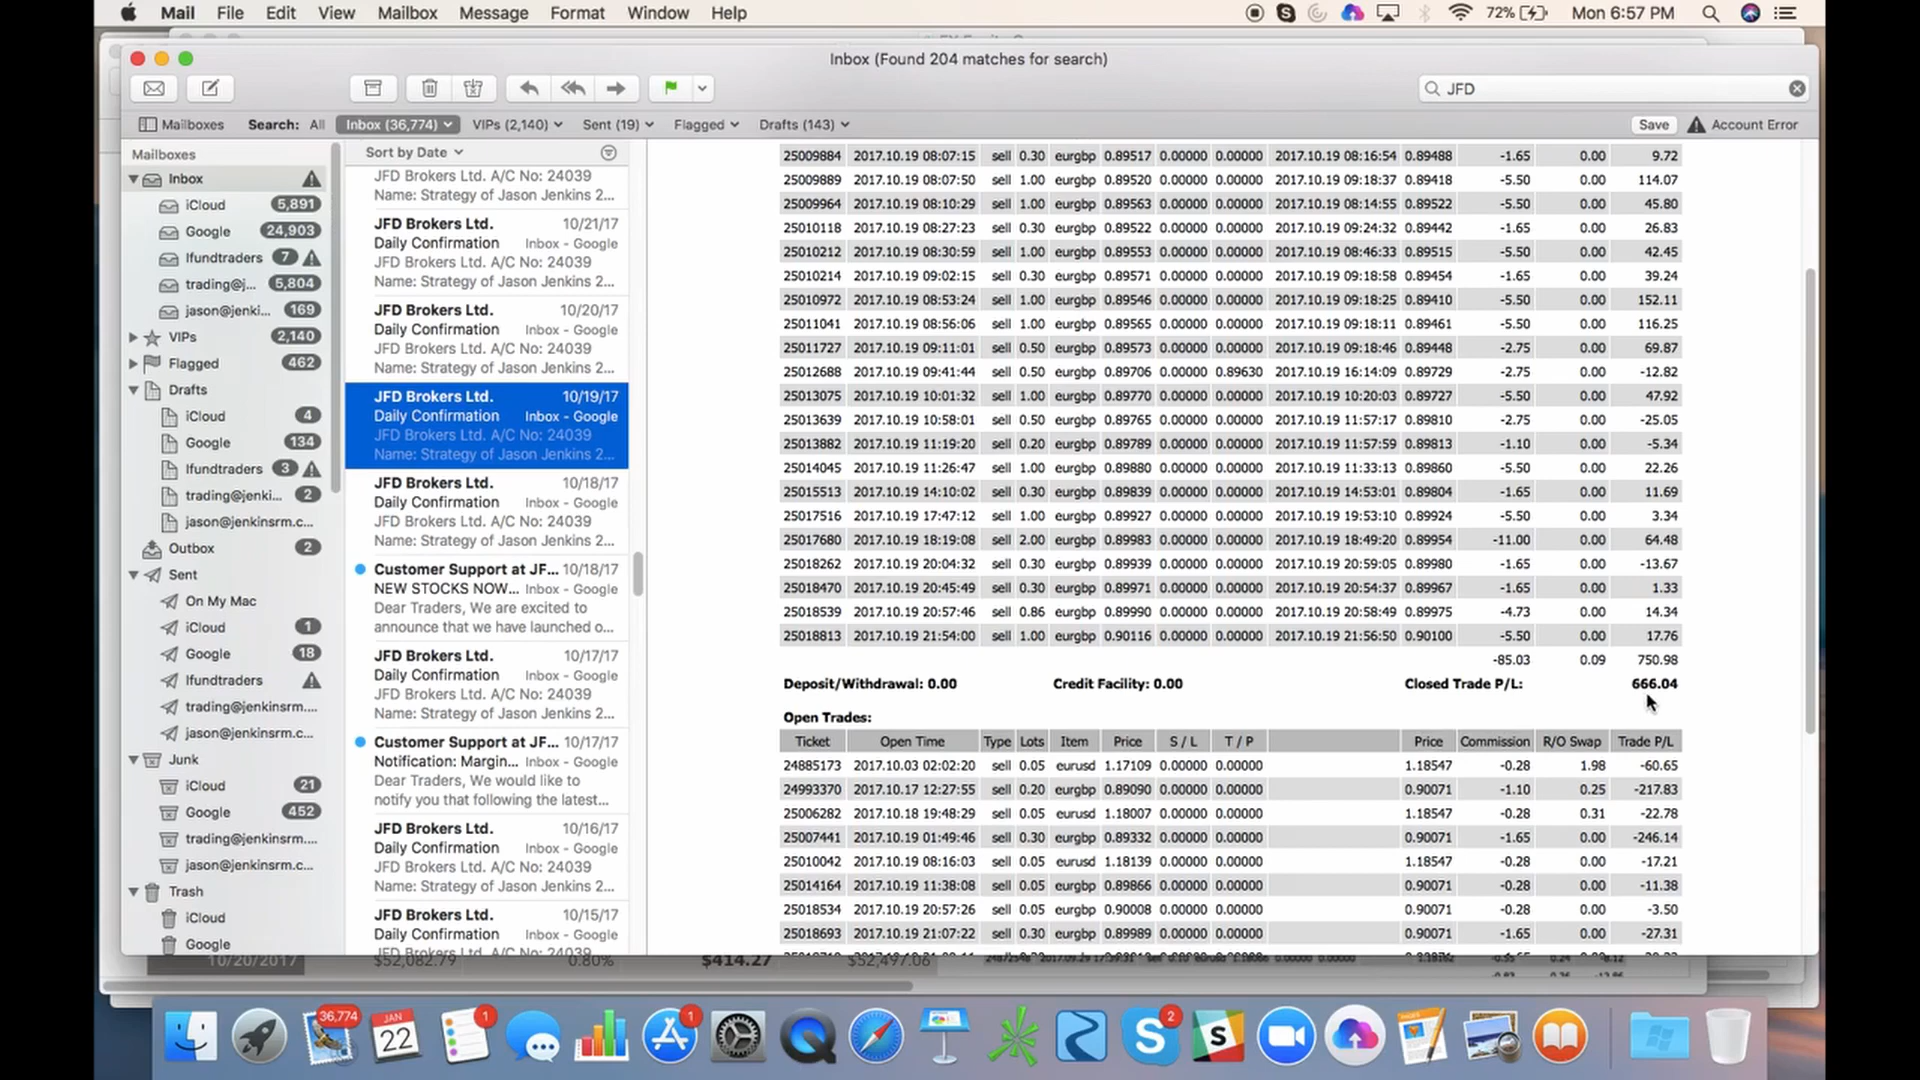 Mail File Edit View Mailbox Message Format Window Help 72% Mon 6:57 PM
Inbox (Found 204 matches for search)
JFD
Mailboxes Search: All Inbox (36,774) VIPs (2,140) Sent (19) Flagged Drafts (143) Save Account Error
Mailboxes
Inbox
iCloud 5,891
Google 24,903
Ifundtraders 7
trading@j... 5,804
jason@jenki... 169
VIPs 2,140
Flagged 462
Drafts
iCloud 4
Google 134
Ifundtraders 3
trading@jenki... 2
jason@jenkinsrm.c...
Outbox 2
Sent
On My Mac
iCloud 1
Google 18
Ifundtraders
trading@jenkinsrm....
jason@jenkinsrm.c...
Junk
iCloud 21
Google 452
trading@jenkinsrm....
jason@jenkinsrm.c...
Trash
iCloud
Google
Sort by Date
JFD Brokers Ltd. A/C No: 24039
Name: Strategy of Jason Jenkins 2...
JFD Brokers Ltd. 10/21/17
Daily Confirmation Inbox - Google
JFD Brokers Ltd. A/C No: 24039
Name: Strategy of Jason Jenkins 2...
JFD Brokers Ltd. 10/20/17
Daily Confirmation Inbox - Google
JFD Brokers Ltd. A/C No: 24039
Name: Strategy of Jason Jenkins 2...
JFD Brokers Ltd. 10/19/17
Daily Confirmation Inbox - Google
JFD Brokers Ltd. A/C No: 24039
Name: Strategy of Jason Jenkins 2...
JFD Brokers Ltd. 10/18/17
Daily Confirmation Inbox - Google
JFD Brokers Ltd. A/C No: 24039
Name: Strategy of Jason Jenkins 2...
Customer Support at JF... 10/18/17
NEW STOCKS NOW... Inbox - Google
Dear Traders, We are excited to
announce that we have launched o...
JFD Brokers Ltd. 10/17/17
Daily Confirmation Inbox - Google
JFD Brokers Ltd. A/C No: 24039
Name: Strategy of Jason Jenkins 2...
Customer Support at JF... 10/17/17
Notification: Margin... Inbox - Google
Dear Traders, We would like to
notify you that following the latest...
JFD Brokers Ltd. 10/16/17
Daily Confirmation Inbox - Google
JFD Brokers Ltd. A/C No: 24039
Name: Strategy of Jason Jenkins 2...
JFD Brokers Ltd. 10/15/17
Daily Confirmation Inbox - Google
JFD Brokers Ltd. A/C No: 24039
25009884 2017.10.19 08:07:15 sell 0.30 eurgbp 0.89517 0.00000 0.00000 2017.10.19 08:16:54 0.89488 -1.65 0.00 9.72
25009889 2017.10.19 08:07:50 sell 1.00 eurgbp 0.89520 0.00000 0.00000 2017.10.19 09:18:37 0.89418 -5.50 0.00 114.07
25009964 2017.10.19 08:10:29 sell 1.00 eurgbp 0.89563 0.00000 0.00000 2017.10.19 08:14:55 0.89522 -5.50 0.00 45.80
25010118 2017.10.19 08:27:23 sell 0.30 eurgbp 0.89522 0.00000 0.00000 2017.10.19 09:24:32 0.89442 -1.65 0.00 26.83
25010212 2017.10.19 08:30:59 sell 1.00 eurgbp 0.89553 0.00000 0.00000 2017.10.19 08:46:33 0.89515 -5.50 0.00 42.45
25010214 2017.10.19 09:02:15 sell 0.30 eurgbp 0.89571 0.00000 0.00000 2017.10.19 09:18:58 0.89454 -1.65 0.00 39.24
25010972 2017.10.19 08:53:24 sell 1.00 eurgbp 0.89546 0.00000 0.00000 2017.10.19 09:18:25 0.89410 -5.50 0.00 152.11
25011041 2017.10.19 08:56:06 sell 1.00 eurgbp 0.89565 0.00000 0.00000 2017.10.19 09:18:11 0.89461 -5.50 0.00 116.25
25011727 2017.10.19 09:11:01 sell 0.50 eurgbp 0.89573 0.00000 0.00000 2017.10.19 09:18:46 0.89448 -2.75 0.00 69.87
25012688 2017.10.19 09:41:44 sell 0.50 eurgbp 0.89706 0.00000 0.89630 2017.10.19 16:14:09 0.89729 -2.75 0.00 -12.82
25013075 2017.10.19 10:01:32 sell 1.00 eurgbp 0.89770 0.00000 0.00000 2017.10.19 10:20:03 0.89727 -5.50 0.00 47.92
25013639 2017.10.19 10:58:01 sell 0.50 eurgbp 0.89765 0.00000 0.00000 2017.10.19 11:57:17 0.89810 -2.75 0.00 -25.05
25013882 2017.10.19 11:19:20 sell 0.20 eurgbp 0.89789 0.00000 0.00000 2017.10.19 11:57:59 0.89813 -1.10 0.00 -5.34
25014045 2017.10.19 11:26:47 sell 1.00 eurgbp 0.89880 0.00000 0.00000 2017.10.19 11:33:13 0.89860 -5.50 0.00 22.26
25015513 2017.10.19 14:10:02 sell 0.30 eurgbp 0.89839 0.00000 0.00000 2017.10.19 14:53:01 0.89804 -1.65 0.00 11.69
25017516 2017.10.19 17:47:12 sell 1.00 eurgbp 0.89927 0.00000 0.00000 2017.10.19 19:53:10 0.89924 -5.50 0.00 3.34
25017680 2017.10.19 18:19:08 sell 2.00 eurgbp 0.89983 0.00000 0.00000 2017.10.19 18:49:20 0.89954 -11.00 0.00 64.48
25018262 2017.10.19 20:04:32 sell 0.30 eurgbp 0.89939 0.00000 0.00000 2017.10.19 20:59:05 0.89980 -1.65 0.00 -13.67
25018470 2017.10.19 20:45:49 sell 0.30 eurgbp 0.89971 0.00000 0.00000 2017.10.19 20:54:37 0.89967 -1.65 0.00 1.33
25018539 2017.10.19 20:57:46 sell 0.86 eurgbp 0.89990 0.00000 0.00000 2017.10.19 20:58:49 0.89975 -4.73 0.00 14.34
25018813 2017.10.19 21:54:00 sell 1.00 eurgbp 0.90116 0.00000 0.00000 2017.10.19 21:56:50 0.90100 -5.50 0.00 17.76
-85.03 0.09 750.98
Deposit/Withdrawal: 0.00 Credit Facility: 0.00 Closed Trade P/L: 666.04
Open Trades:
Ticket Open Time Type Lots Item Price S / L T / P Price Commission R/O Swap Trade P/L
24885173 2017.10.03 02:02:20 sell 0.05 eurusd 1.17109 0.00000 0.00000 1.18547 -0.28 1.98 -60.65
24993370 2017.10.17 12:27:55 sell 0.20 eurgbp 0.89090 0.00000 0.00000 0.90071 -1.10 0.25 -217.83
25006282 2017.10.18 19:48:29 sell 0.05 eurusd 1.18007 0.00000 0.00000 1.18547 -0.28 0.31 -22.78
25007441 2017.10.19 01:49:46 sell 0.30 eurgbp 0.89332 0.00000 0.00000 0.90071 -1.65 0.00 -246.14
25010042 2017.10.19 08:16:03 sell 0.05 eurusd 1.18139 0.00000 0.00000 1.18547 -0.28 0.00 -17.21
25014164 2017.10.19 11:38:08 sell 0.05 eurgbp 0.89866 0.00000 0.00000 0.90071 -0.28 0.00 -11.38
25018534 2017.10.19 20:57:26 sell 0.05 eurgbp 0.90008 0.00000 0.00000 0.90071 -0.28 0.00 -3.50
25018693 2017.10.19 21:07:22 sell 0.30 eurgbp 0.89989 0.00000 0.00000 0.90071 -1.65 0.00 -27.31
10/20/2017 $52,082.79 0.80% $414.27 $52,497.06
36,774 JAN 22 1 1 2